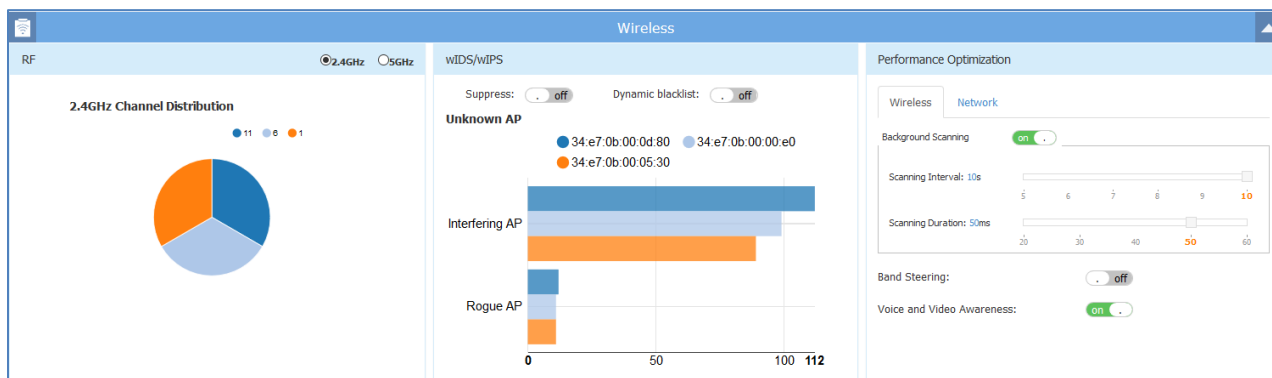 Wireless
RF
2.4GHz 5GHz
2.4GHz Channel Distribution
11 6 1
wIDS/wIPS
Suppress: . off Dynamic blacklist: . off
Unknown AP
34:e7:0b:00:0d:80 34:e7:0b:00:00:e0
34:e7:0b:00:05:30
Interfering AP
Rogue AP
0 50 100 112
Performance Optimization
Wireless Network
Background Scanning on .
Scanning Interval: 10s
5 6 7 8 9 10
Scanning Duration: 50ms
20 30 40 50 60
Band Steering: . off
Voice and Video Awareness: on .